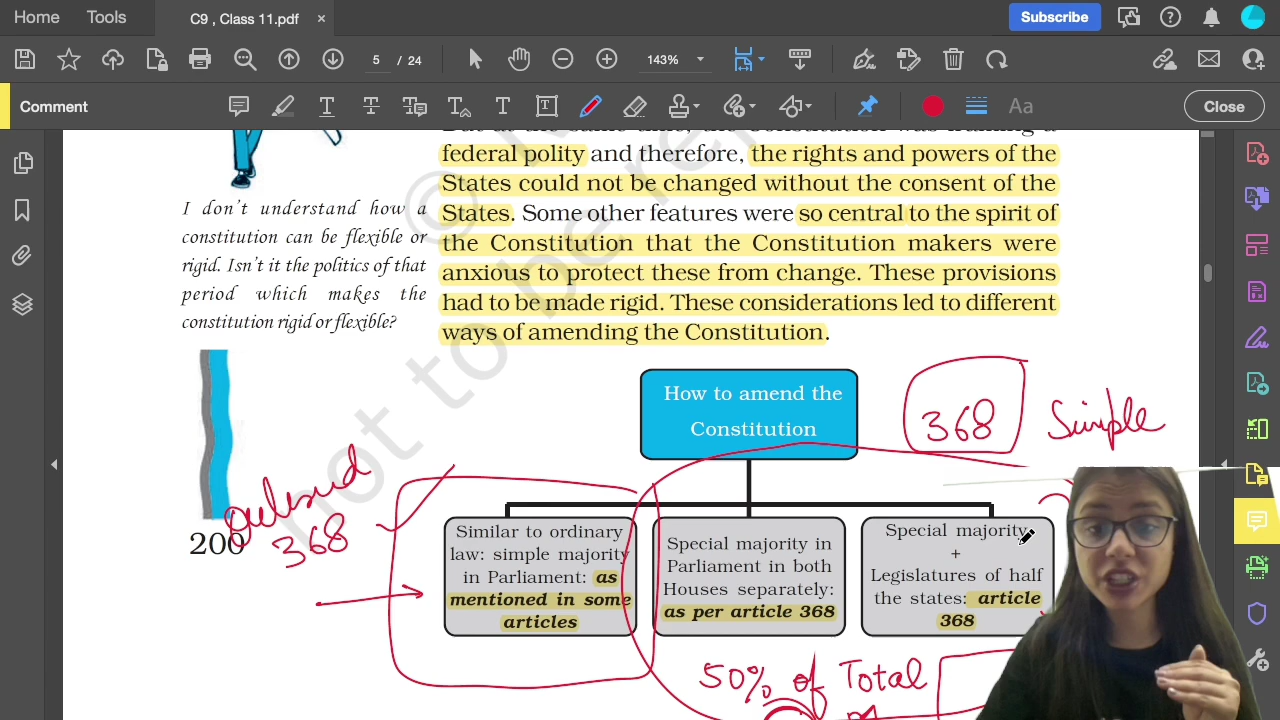 Home Tools C9 , Class 11.pdf × Subscribe
5 / 24 143%
Comment Close
federal polity and therefore, the rights and powers of the
States could not be changed without the consent of the
States. Some other features were so central to the spirit of
the Constitution that the Constitution makers were
anxious to protect these from change. These provisions
had to be made rigid. These considerations led to different
ways of amending the Constitution.
I don't understand how a
constitution can be flexible or
rigid. Isn't it the politics of that
period which makes the
constitution rigid or flexible?
200
© not to be re
How to amend the
Constitution
368 Simple
368
Similar to ordinary
law: simple majority
in Parliament: as
mentioned in some
articles
Special majority in
Parliament in both
Houses separately:
as per article 368
Special majority
+
Legislatures of half
the states: article
368
50% of Total